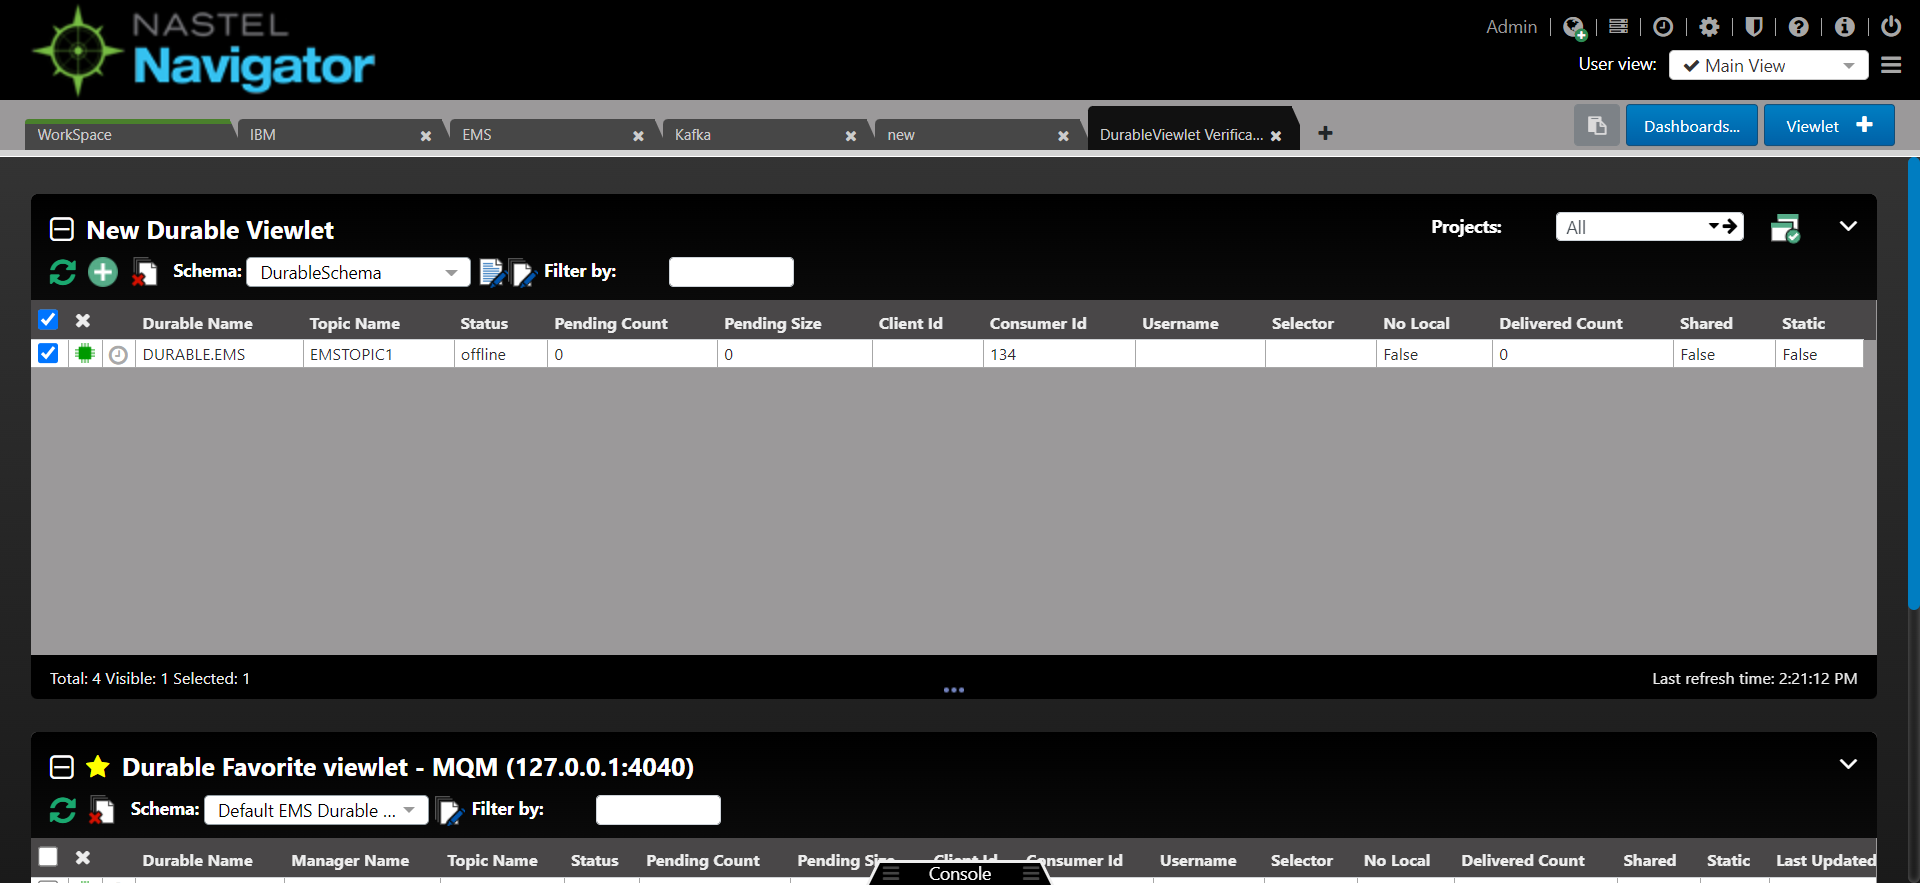 NASTEL
Navigator
Admin
User view: Main View
WorkSpace IBM EMS Kafka new DurableViewlet Verifica... Dashboards... Viewlet
New Durable Viewlet Projects: All
Schema: DurableSchema Filter by:
Durable Name Topic Name Status Pending Count Pending Size Client Id Consumer Id Username Selector No Local Delivered Count Shared Static
DURABLE.EMS EMSTOPIC1 offline 0 0 134 False 0 False False
Total: 4 Visible: 1 Selected: 1 Last refresh time: 2:21:12 PM
Durable Favorite viewlet - MQM (127.0.0.1:4040)
Schema: Default EMS Durable ... Filter by:
Durable Name Manager Name Topic Name Status Pending Count Pending Size Client Id Consumer Id Username Selector No Local Delivered Count Shared Static Last Updated
Console